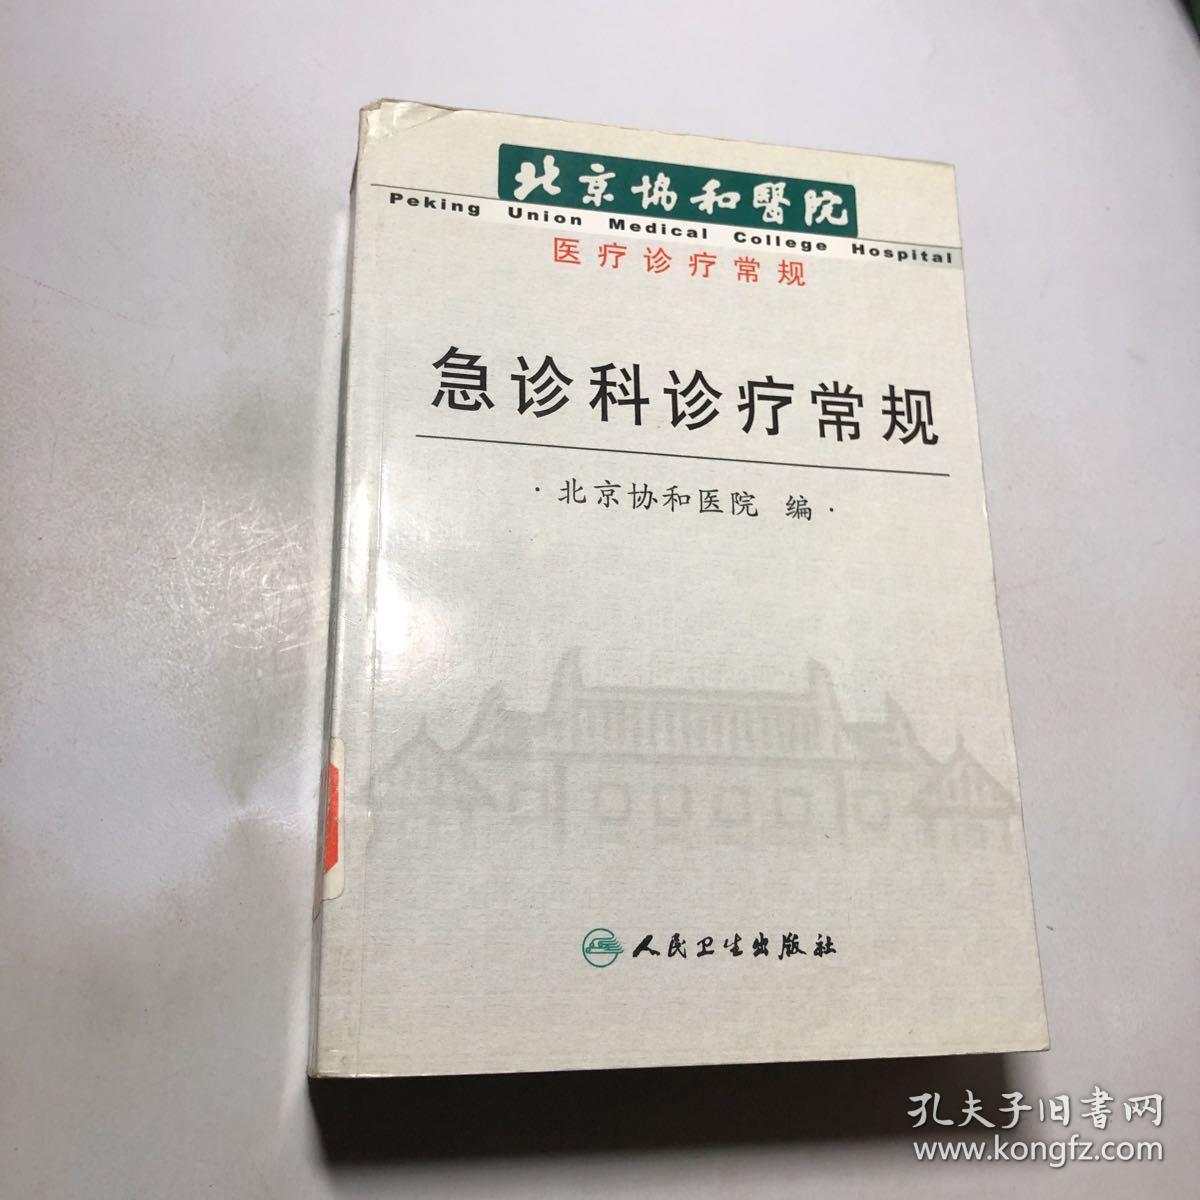 北京协和醫院
Peking Union Medical College Hospital
医疗诊疗常规
急诊科诊疗常规
·北京协和医院 编·
人民卫生出版社
孔夫子旧书网
www.kongfz.com